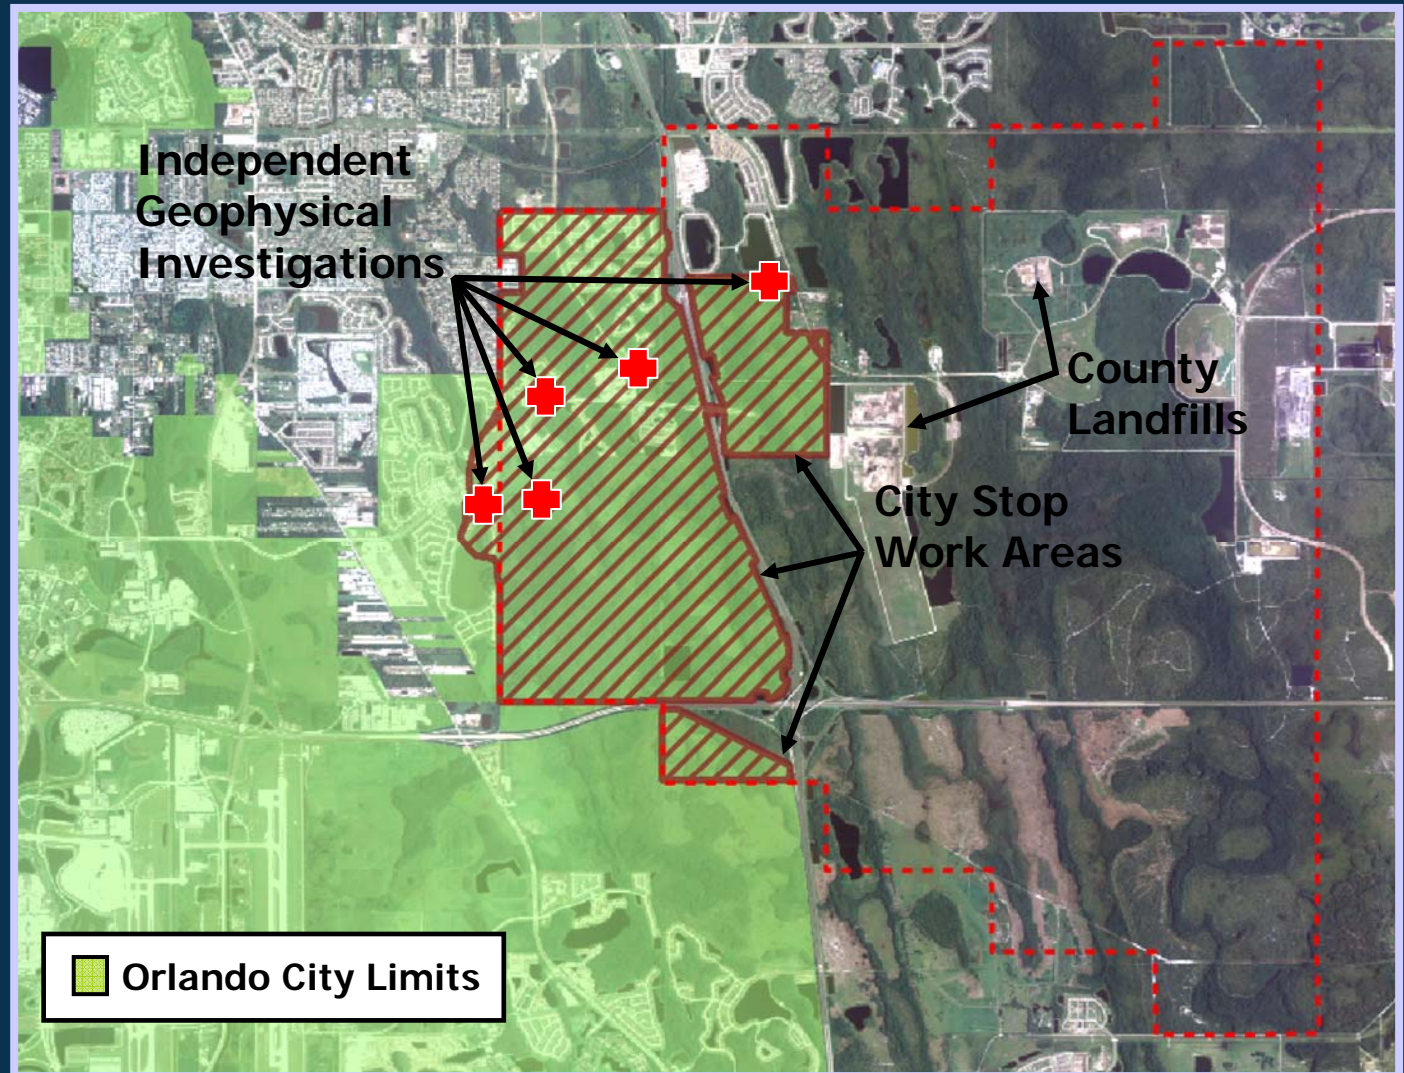 Independent
Geophysical
Investigations
County
Landfills
City Stop
Work Areas
Orlando City Limits